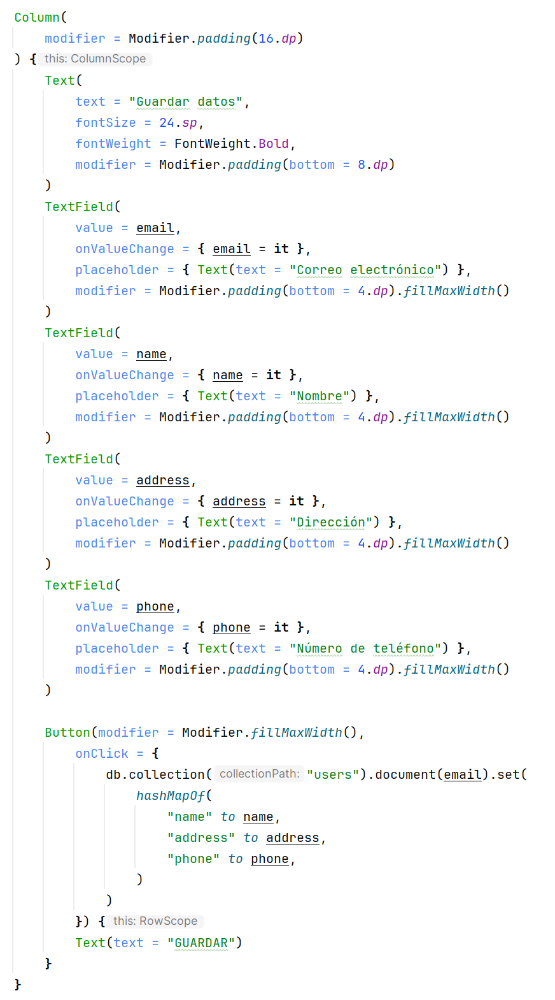 Column(
    modifier = Modifier.padding(16.dp)
) { this: ColumnScope
    Text(
        text = "Guardar datos",
        fontSize = 24.sp,
        fontWeight = FontWeight.Bold,
        modifier = Modifier.padding(bottom = 8.dp)
    )
    TextField(
        value = email,
        onValueChange = { email = it },
        placeholder = { Text(text = "Correo electrónico") },
        modifier = Modifier.padding(bottom = 4.dp).fillMaxWidth()
    )
    TextField(
        value = name,
        onValueChange = { name = it },
        placeholder = { Text(text = "Nombre") },
        modifier = Modifier.padding(bottom = 4.dp).fillMaxWidth()
    )
    TextField(
        value = address,
        onValueChange = { address = it },
        placeholder = { Text(text = "Dirección") },
        modifier = Modifier.padding(bottom = 4.dp).fillMaxWidth()
    )
    TextField(
        value = phone,
        onValueChange = { phone = it },
        placeholder = { Text(text = "Número de teléfono") },
        modifier = Modifier.padding(bottom = 4.dp).fillMaxWidth()
    )

    Button(modifier = Modifier.fillMaxWidth(),
        onClick = {
            db.collection( collectionPath: "users").document(email).set(
                hashMapOf(
                    "name" to name,
                    "address" to address,
                    "phone" to phone,
                )
            )
        }) { this: RowScope
        Text(text = "GUARDAR")
    }
}